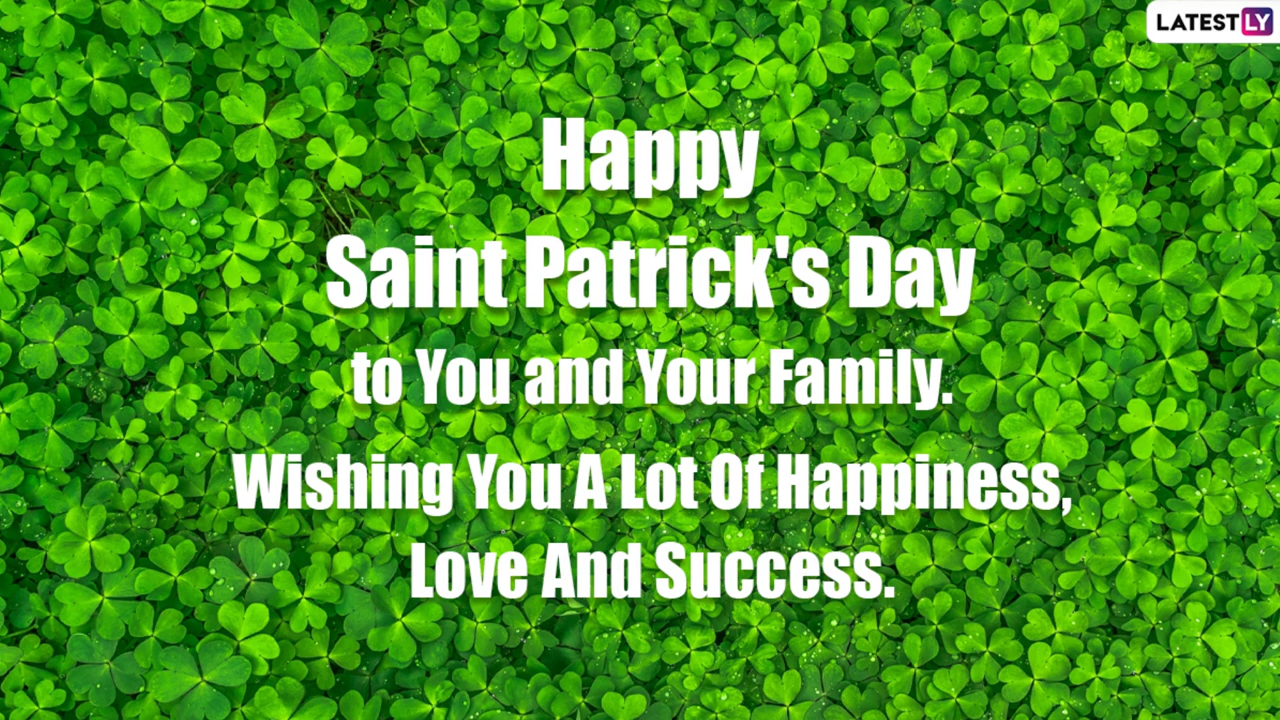 LATESTLY
Happy
Saint Patrick's Day
to You and Your Family.
Wishing You A Lot Of Happiness,
Love And Success.